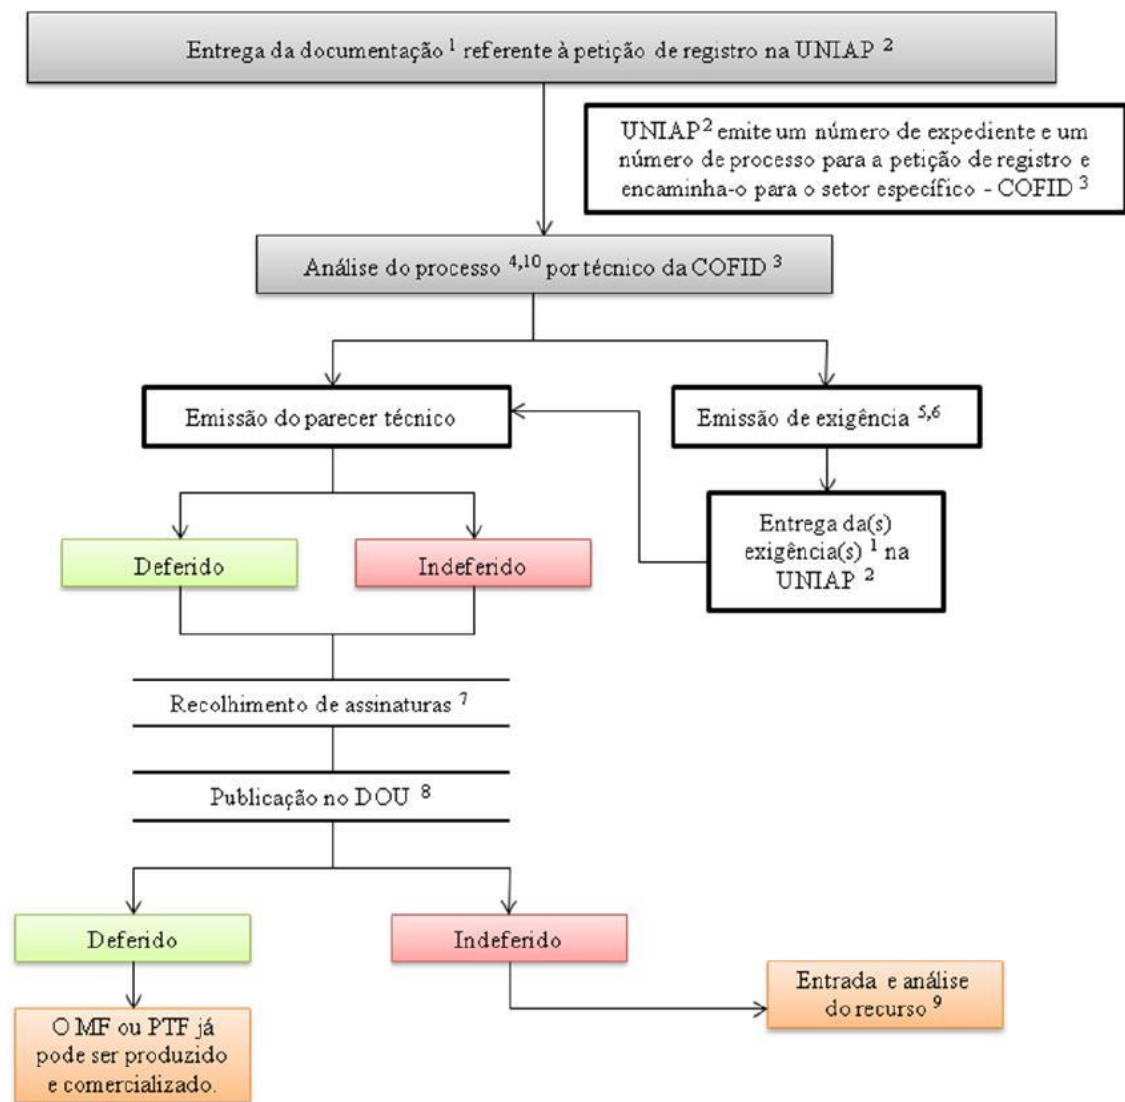 Entrega da documentação ¹ referente à petição de registro na UNIAP ²
UNIAP² emite um número de expediente e um
número de processo para a petição de registro e
encaminha-o para o setor específico - COFID ³
Análise do processo ⁴,¹⁰ por técnico da COFID ³
Emissão do parecer técnico
Emissão de exigência ⁵,⁶
Entrega da(s)
exigência(s) ¹ na
UNIAP ²
Deferido
Indeferido
Recolhimento de assinaturas ⁷
Publicação no DOU ⁸
Deferido
Indeferido
Entrada e análise
do recurso ⁹
O MF ou PTF já
pode ser produzido
e comercializado.